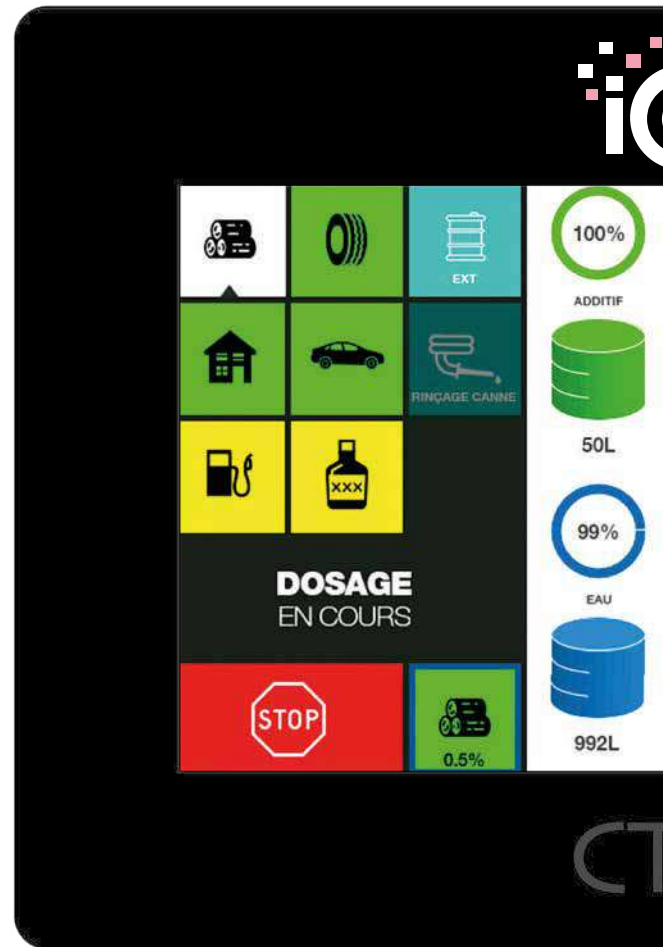 EXT
RINÇAGE CANNE
XXX
DOSAGE
EN COURS
STOP
0.5%
100%
ADDITIF
50L
99%
EAU
992L